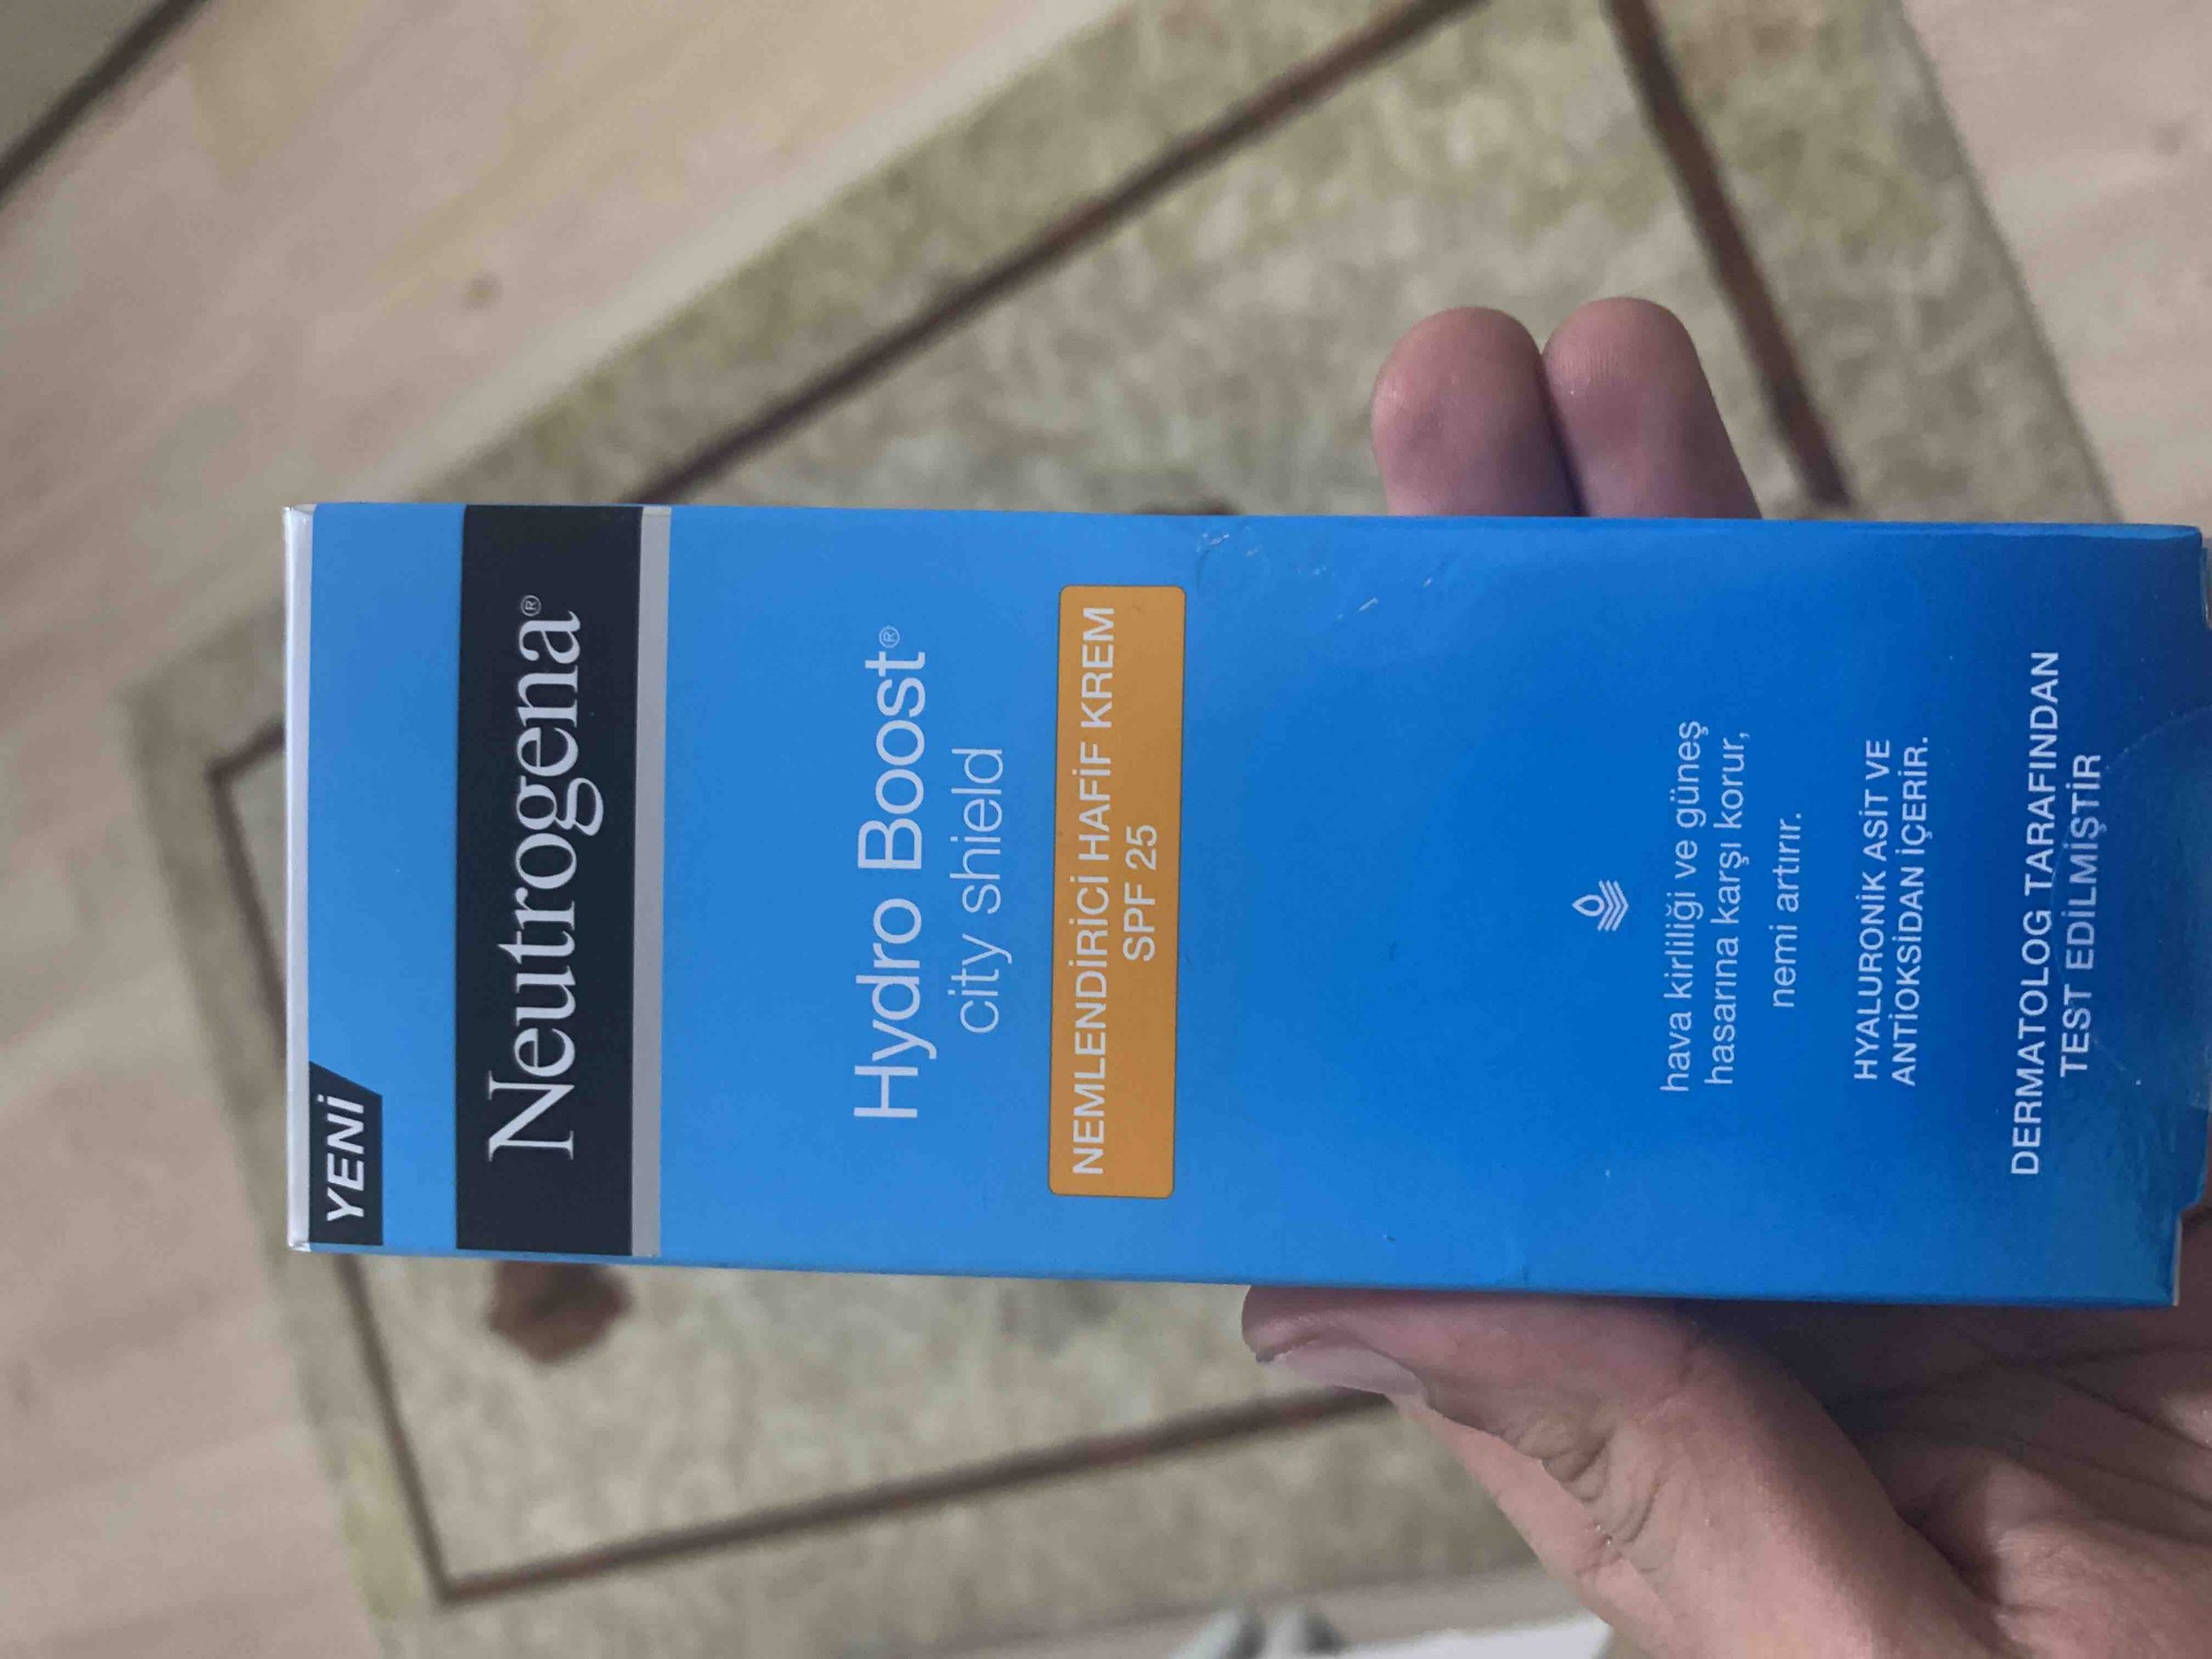 YENİ
Neutrogena®
Hydro Boost®
city shield
NEMLENDİRİCİ HAFİF KREM
SPF 25
hava kirliliği ve güneş
hasarına karşı korur,
nemi artırır.
HYALURONİK ASİT VE
ANTİOKSİDAN İÇERİR.
DERMATOLOG TARAFINDAN
TEST EDİLMİŞTİR